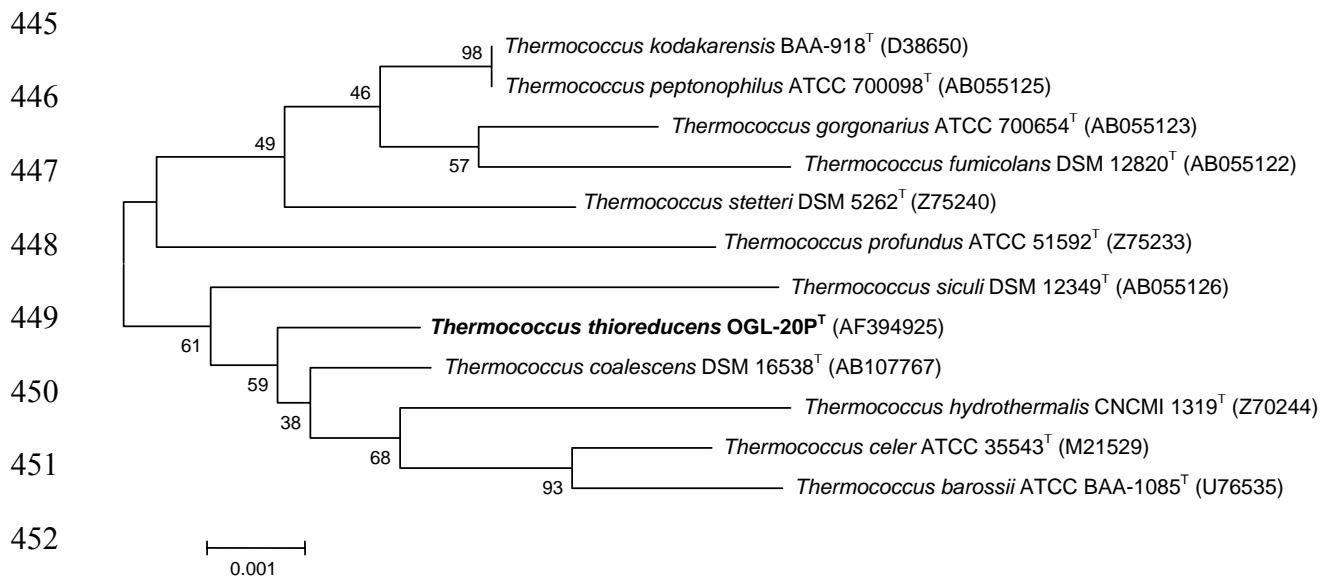 445
98 Thermococcus kodakarensis BAA-918T (D38650)
Thermococcus peptonophilus ATCC 700098T (AB055125)
446
46
Thermococcus gorgonarius ATCC 700654T (AB055123)
49
57 Thermococcus fumicolans DSM 12820T (AB055122)
447
Thermococcus stetteri DSM 5262T (Z75240)
448
Thermococcus profundus ATCC 51592T (Z75233)
Thermococcus siculi DSM 12349T (AB055126)
449
Thermococcus thioreducens OGL-20PT (AF394925)
61
Thermococcus coalescens DSM 16538T (AB107767)
59
450
Thermococcus hydrothermalis CNCMI 1319T (Z70244)
38
Thermococcus celer ATCC 35543T (M21529)
68
451
93 Thermococcus barossii ATCC BAA-1085T (U76535)
452
0.001